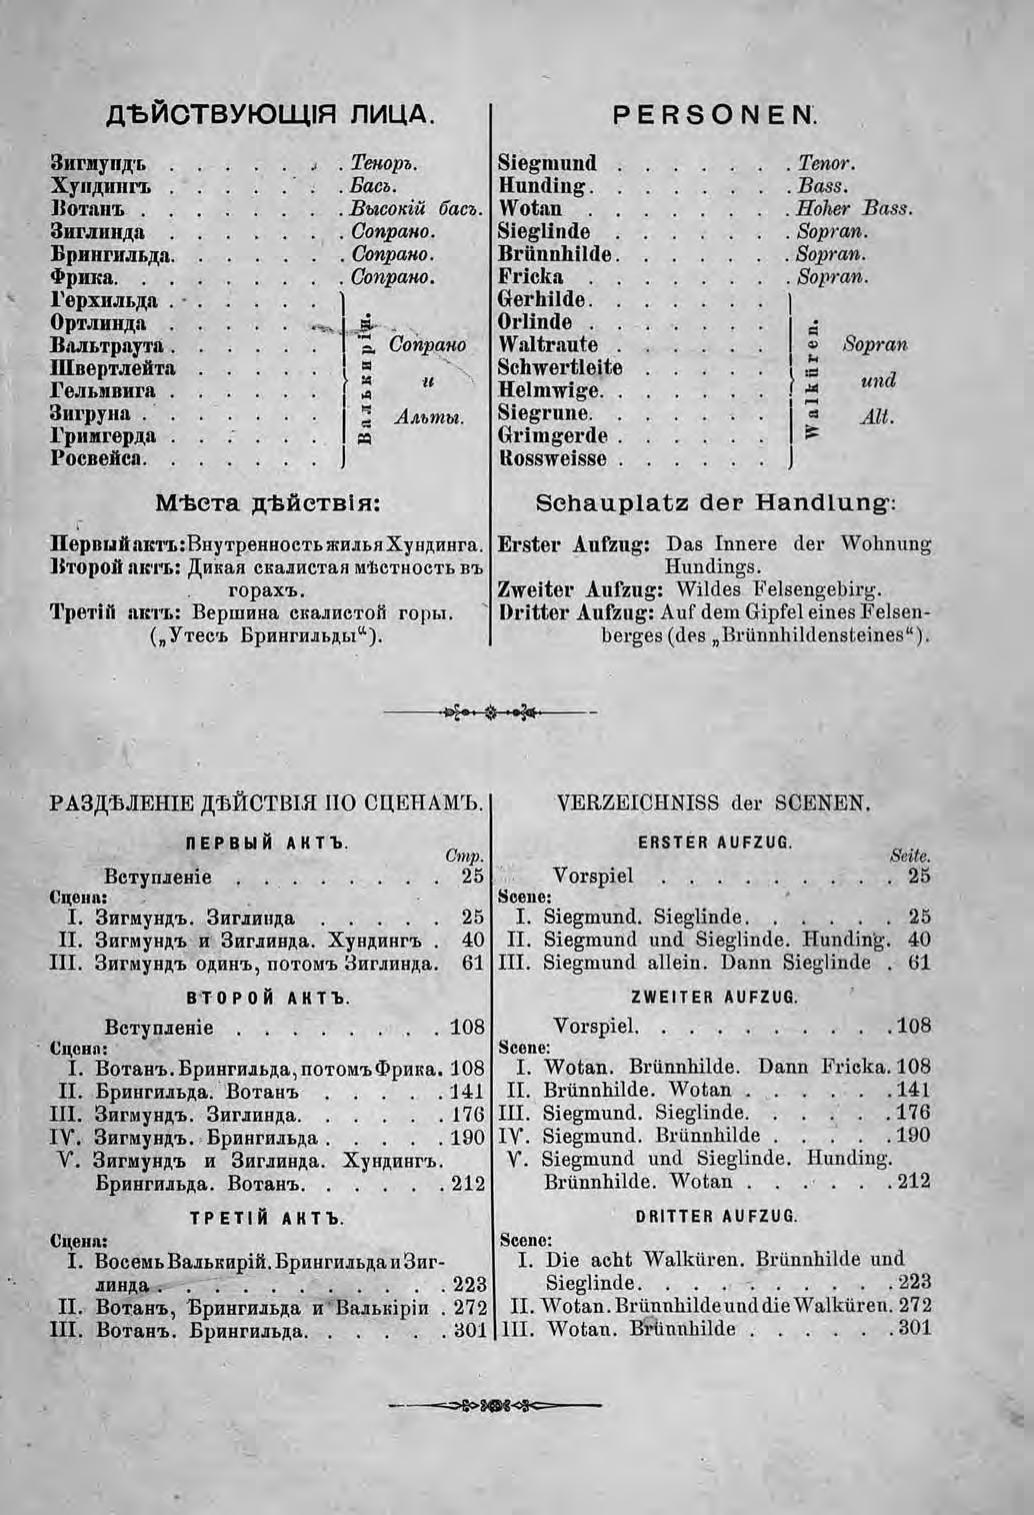 ДѢЙСТВУЮЩІЯ ЛИЦА.
Зигмундъ . . . . . . . Теноръ.
Хундингъ . . . . . . . Басъ.
Вотанъ . . . . . . . . Высокій басъ.
Зиглинда . . . . . . . Сопрано.
Брингильда. . . . . . . Сопрано.
Фрика. . . . . . . . . Сопрано.
Герхильда . . . . . .
Ортлинда . . . . . .
Вальтраута . . . . . .
Швертлейта . . . . .
Гельмвига . . . . . .
Зигруна . . . . . . .
Гримгерда . . . . . .
Росвейса. . . . . . .
Валькиріи.
Сопрано
и
Альты.
Мѣста дѣйствія:
Первый актъ: Внутренность жилья Хундинга.
Второй актъ: Дикая скалистая мѣстность въ
горахъ.
Третій актъ: Вершина скалистой горы.
(„Утесъ Брингильды“).
PERSONEN.
Siegmund . . . . . . . Tenor.
Hunding. . . . . . . . Bass.
Wotan . . . . . . . . Hoher Bass.
Sieglinde . . . . . . . Sopran.
Brünnhilde. . . . . . . Sopran.
Fricka . . . . . . . . Sopran.
Gerhilde. . . . . . .
Orlinde . . . . . . .
Waltraute . . . . . .
Schwertleite . . . . .
Helmwige. . . . . . .
Siegrune. . . . . . .
Grimgerde . . . . . .
Rossweisse . . . . . .
Walküren.
Sopran
und
Alt.
Schauplatz der Handlung:
Erster Aufzug: Das Innere der Wohnung
Hundings.
Zweiter Aufzug: Wildes Felsengebirg.
Dritter Aufzug: Auf dem Gipfel eines Felsen-
berges (des „Brünnhildensteines“).
РАЗДѢЛЕНІЕ ДѢЙСТВІЯ ПО СЦЕНАМЪ.
ПЕРВЫЙ АКТЪ.
Стр.
Вступленіе . . . . . . . . 25
Сцена:
I. Зигмундъ. Зиглинда . . . . . 25
II. Зигмундъ и Зиглинда. Хундингъ . 40
III. Зигмундъ одинъ, потомъ Зиглинда. 61
ВТОРОЙ АКТЪ.
Вступленіе . . . . . . . . 108
Сцена:
I. Вотанъ. Брингильда, потомъ Фрика. 108
II. Брингильда. Вотанъ . . . . . 141
III. Зигмундъ. Зиглинда. . . . . . 176
IV. Зигмундъ. Брингильда . . . . . 190
V. Зигмундъ и Зиглинда. Хундингъ.
Брингильда. Вотанъ. . . . . . 212
ТРЕТІЙ АКТЪ.
Сцена:
I. Восемь Валькирій. Брингильда и Зиг-
линда . . . . . . . . . . . 223
II. Вотанъ, Брингильда и Валькіріи . 272
III. Вотанъ. Брингильда. . . . . . 301
VERZEICHNISS der SCENEN.
ERSTER AUFZUG.
Seite.
Vorspiel . . . . . . . . . 25
Scene:
I. Siegmund. Sieglinde. . . . . . 25
II. Siegmund und Sieglinde. Hunding. 40
III. Siegmund allein. Dann Sieglinde . 61
ZWEITER AUFZUG.
Vorspiel. . . . . . . . . . 108
Scene:
I. Wotan. Brünnhilde. Dann Fricka. 108
II. Brünnhilde. Wotan . . . . . . 141
III. Siegmund. Sieglinde. . . . . . 176
IV. Siegmund. Brünnhilde . . . . . 190
V. Siegmund und Sieglinde. Hunding.
Brünnhilde. Wotan . . . . . . 212
DRITTER AUFZUG.
Scene:
I. Die acht Walküren. Brünnhilde und
Sieglinde. . . . . . . . . . 223
II. Wotan. Brünnhilde und die Walküren. 272
III. Wotan. Brünnhilde . . . . . . 301